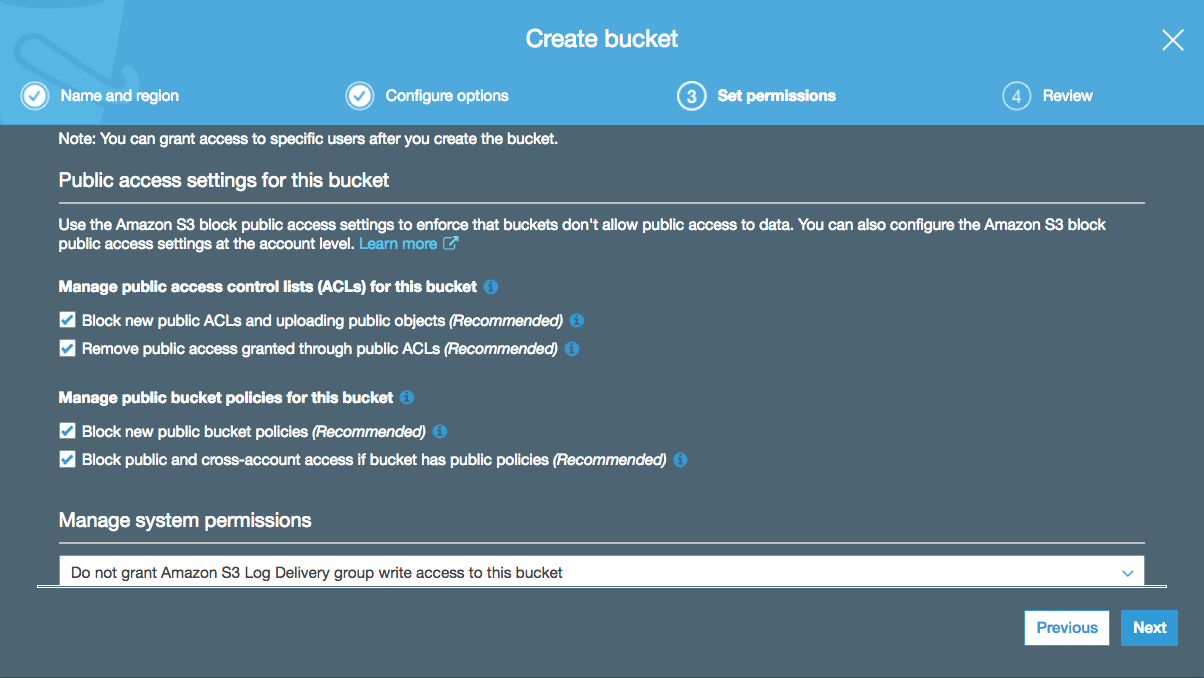 Create bucket
Name and region
Configure options
3 Set permissions
4 Review
Note: You can grant access to specific users after you create the bucket.
Public access settings for this bucket
Use the Amazon S3 block public access settings to enforce that buckets don't allow public access to data. You can also configure the Amazon S3 block
public access settings at the account level. Learn more
Manage public access control lists (ACLs) for this bucket
Block new public ACLs and uploading public objects (Recommended)
Remove public access granted through public ACLs (Recommended)
Manage public bucket policies for this bucket
Block new public bucket policies (Recommended)
Block public and cross-account access if bucket has public policies (Recommended)
Manage system permissions
Do not grant Amazon S3 Log Delivery group write access to this bucket
Previous
Next